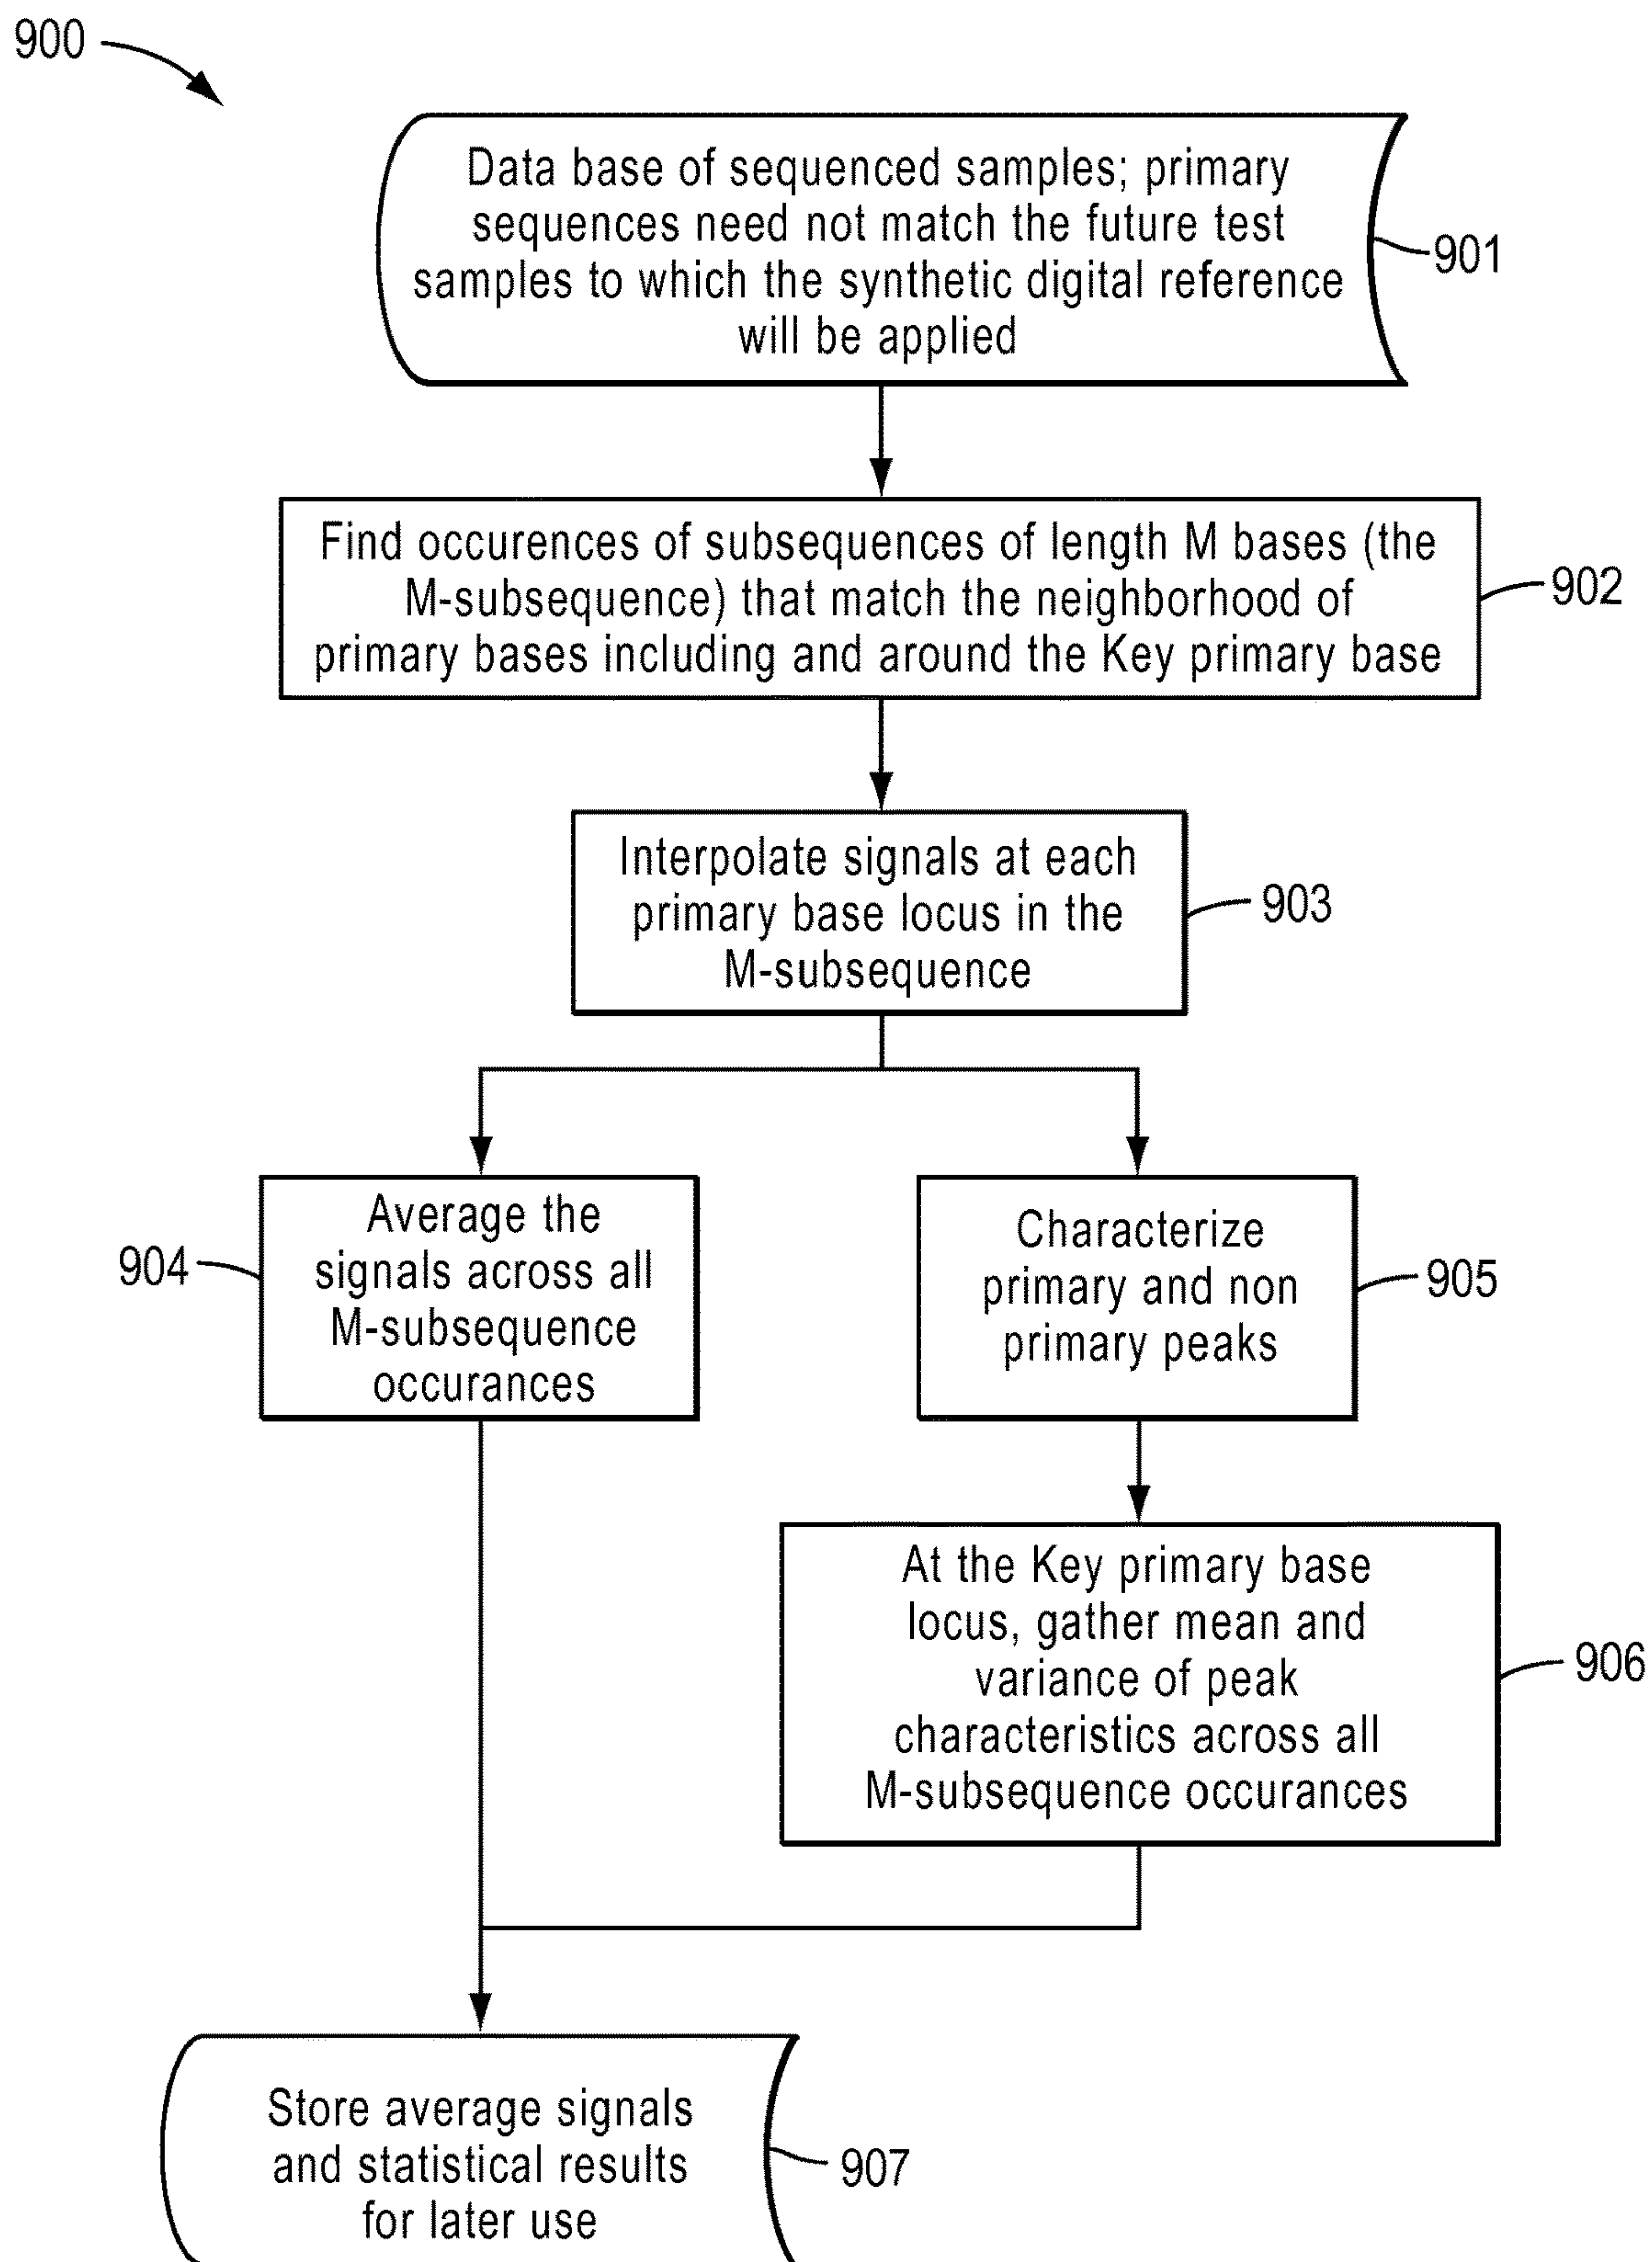 900
Data base of sequenced samples; primary
sequences need not match the future test
samples to which the synthetic digital reference
will be applied
901
Find occurences of subsequences of length M bases (the
M-subsequence) that match the neighborhood of
primary bases including and around the Key primary base
902
Interpolate signals at each
primary base locus in the
M-subsequence
903
Average the
signals across all
M-subsequence
occurances
904
Characterize
primary and non
primary peaks
905
At the Key primary base
locus, gather mean and
variance of peak
characteristics across all
M-subsequence occurances
906
Store average signals
and statistical results
for later use
907